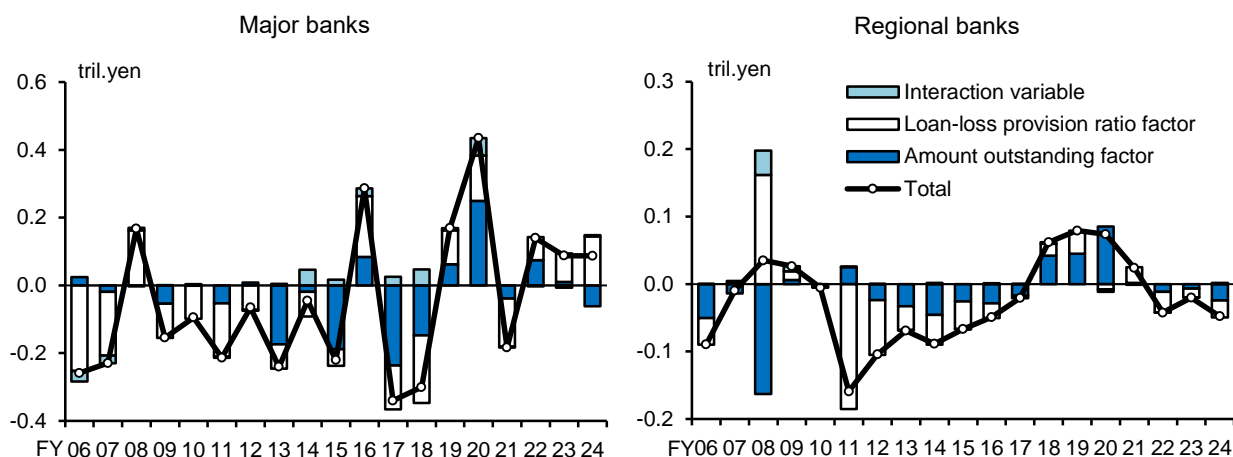 Major banks
tril.yen
0.6
0.4
0.2
0.0
-0.2
-0.4
FY 06 07 08 09 10 11 12 13 14 15 16 17 18 19 20 21 22 23 24
Regional banks
tril.yen
0.3
0.2
0.1
0.0
-0.1
-0.2
Interaction variable
Loan-loss provision ratio factor
Amount outstanding factor
Total
FY06 07 08 09 10 11 12 13 14 15 16 17 18 19 20 21 22 23 24